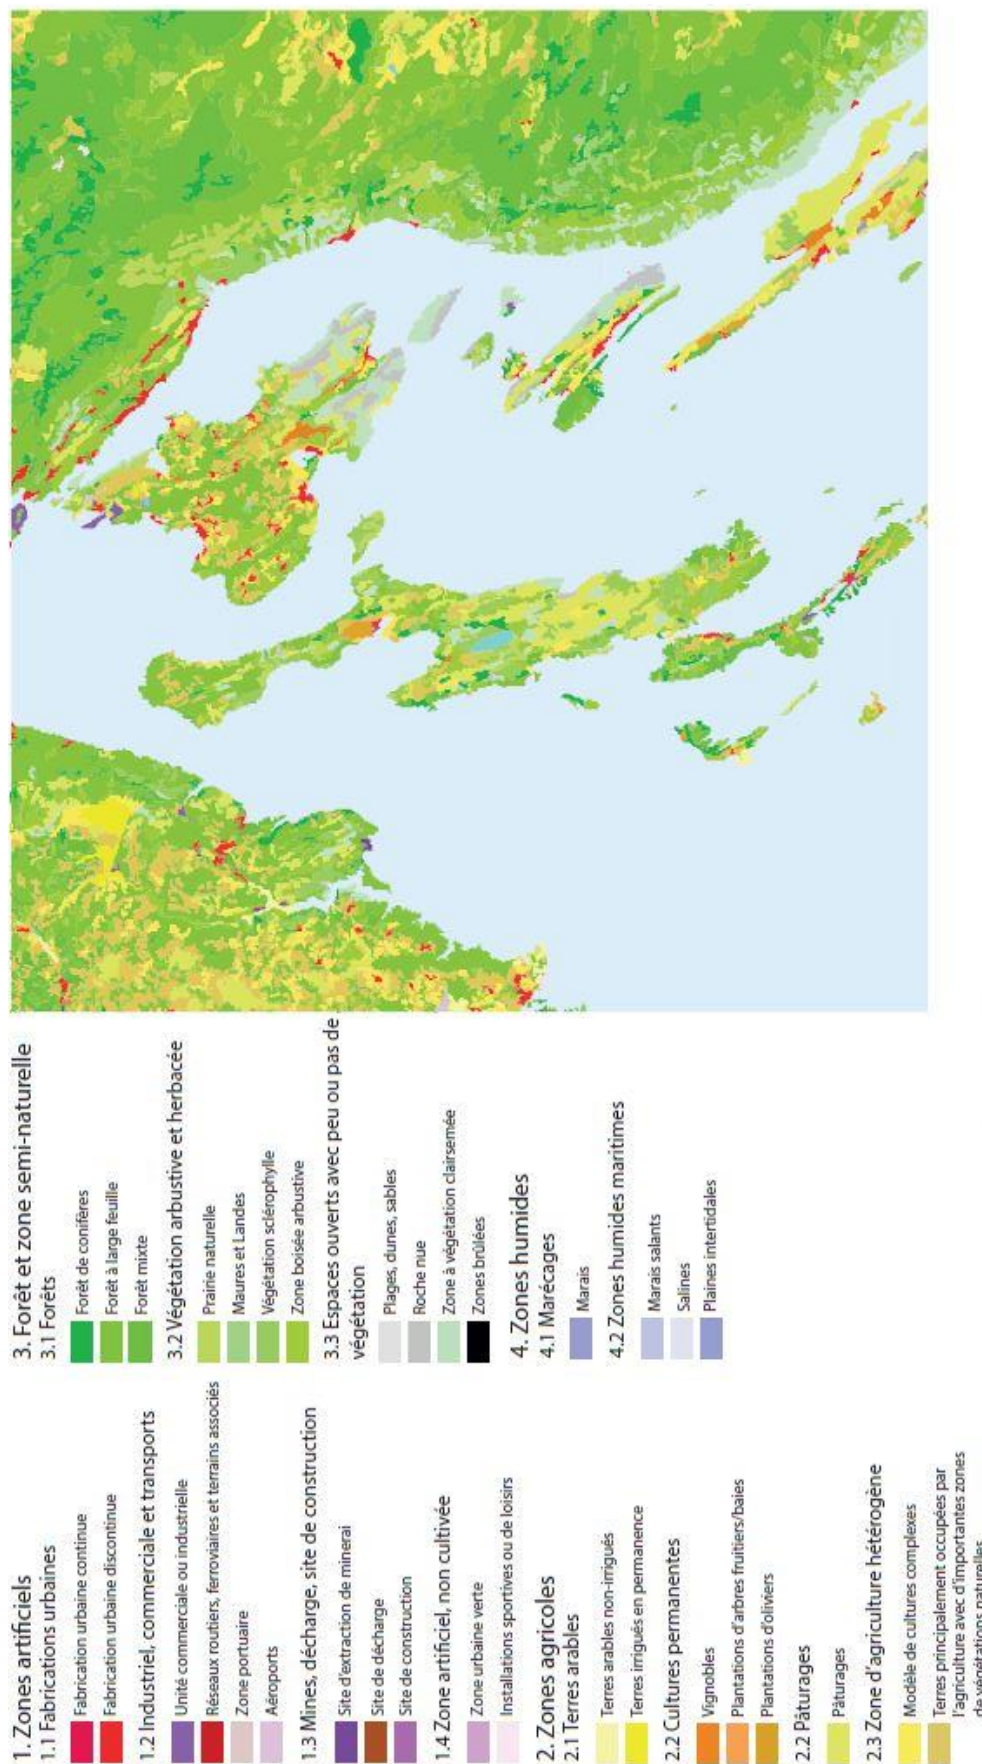 1. Zones artificiels
1.1 Fabrications urbaines
Fabrication urbaine continue
Fabrication urbaine discontinue
1.2 Industriel, commerciale et transports
Unité commerciale ou industrielle
Réseaux routiers, ferroviaires et terrains associés
Zone portuaire
Aéroports
1.3 Mines, décharge, site de construction
Site d'extraction de minerai
Site de décharge
Site de construction
1.4 Zone artificiel, non cultivée
Zone urbaine verte
Installations sportives ou de loisirs
2. Zones agricoles
2.1 Terres arables
Terres arables non-irrigués
Terres irrigués en permanence
2.2 Cultures permanentes
Vignobles
Plantations d'arbres fruitiers/baies
Plantations d'oliviers
2.2 Pâturages
Pâturages
2.3 Zone d'agriculture hétérogène
Modèle de cultures complexes
Terres principalement occupées par
l'agriculture avec d'importantes zones
de végétations naturelles
3. Forêt et zone semi-naturelle
3.1 Forêts
Forêt de conifères
Forêt à large feuille
Forêt mixte
3.2 Végétation arbustive et herbacée
Prairie naturelle
Maures et Landes
Végétation sclérophylle
Zone boisée arbustive
3.3 Espaces ouverts avec peu ou pas de
végétation
Plages, dunes, sables
Roche nue
Zone à végétation clairsemée
Zones brûlées
4. Zones humides
4.1 Marécages
Marais
4.2 Zones humides maritimes
Marais salants
Salines
Plaines intertidales